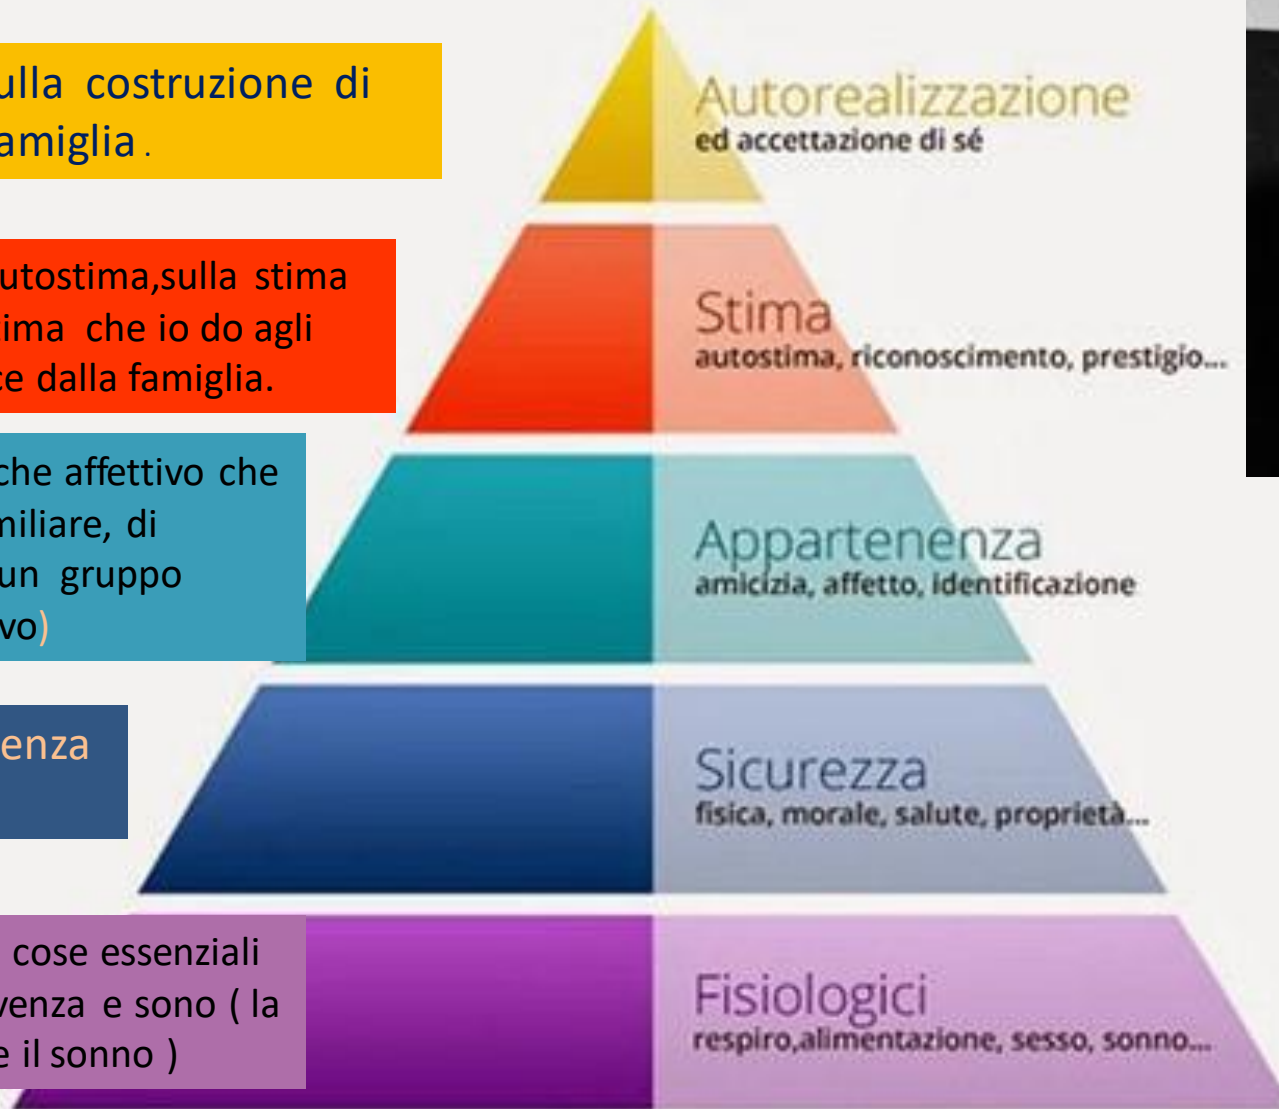 ulla costruzione di
amiglia.
Autorealizzazione
ed accettazione di sé
utostima,sulla stima
tima che io do agli
ce dalla famiglia.
Stima
autostima, riconoscimento, prestigio...
che affettivo che
miliare, di
un gruppo
vo)
Appartenenza
amicizia, affetto, identificazione
enza
Sicurezza
fisica, morale, salute, proprietà...
cose essenziali
venza e sono ( la
e il sonno )
Fisiologici
respiro,alimentazione, sesso, sonno...